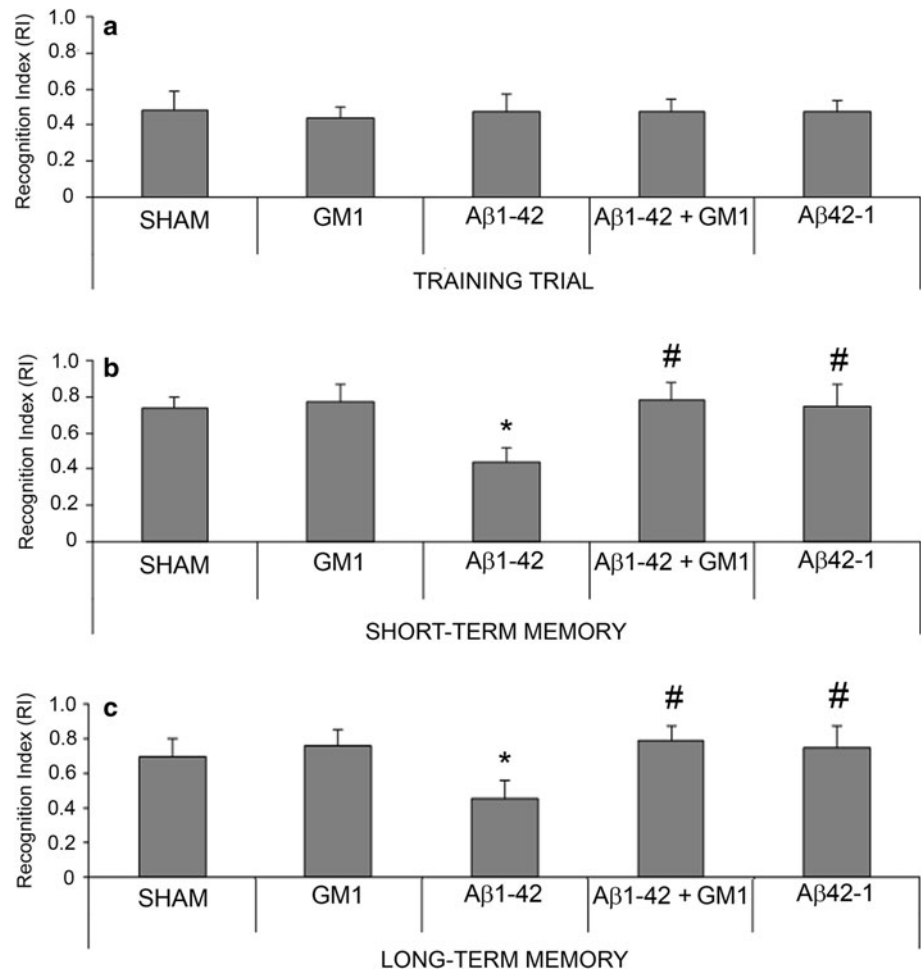 a
Recognition Index (RI)
1.0
0.8
0.6
0.4
0.2
0
SHAM GM1 Aβ1-42 Aβ1-42 + GM1 Aβ42-1
TRAINING TRIAL
b
Recognition Index (RI)
1.0
0.8
0.6
0.4
0.2
0
* # #
SHAM GM1 Aβ1-42 Aβ1-42 + GM1 Aβ42-1
SHORT-TERM MEMORY
c
Recognition Index (RI)
1.0
0.8
0.6
0.4
0.2
0
* # #
SHAM GM1 Aβ1-42 Aβ1-42 + GM1 Aβ42-1
LONG-TERM MEMORY